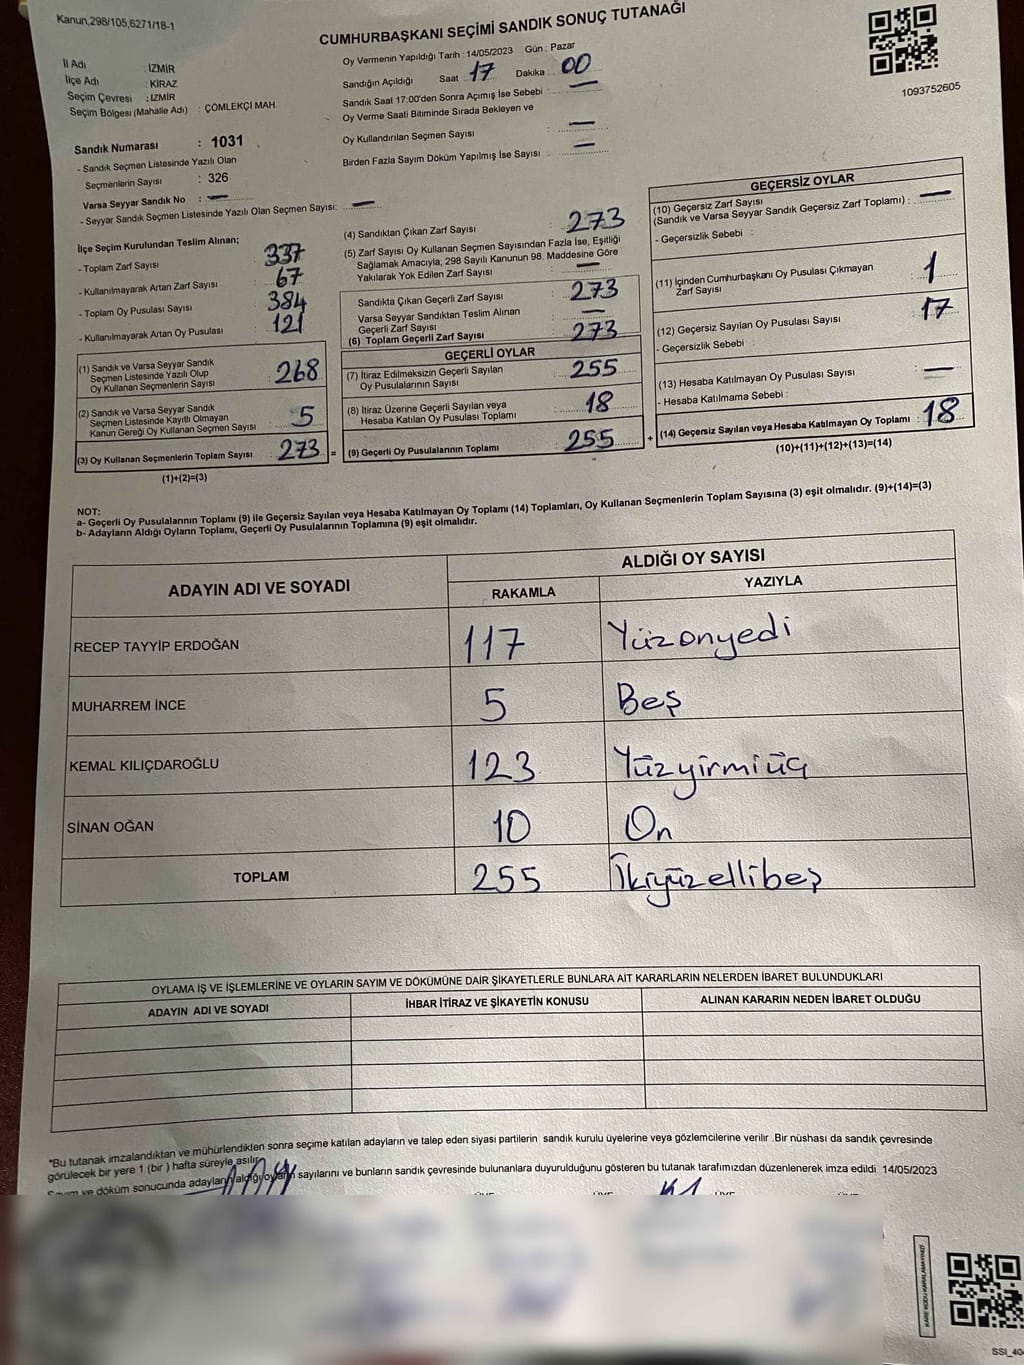 Kanun,298/105,6271/18-1
CUMHURBAŞKANI SEÇİMİ SANDIK SONUÇ TUTANAĞI
İl Adı : İZMİR
İlçe Adı : KİRAZ
Seçim Çevresi : İZMİR
Seçim Bölgesi (Mahalle Adı) : ÇÖMLEKÇİ MAH.
Oy Vermenin Yapıldığı Tarih : 14/05/2023 Gün : Pazar
Sandığın Açıldığı Saat 17 Dakika 00
Sandık Saat 17:00'den Sonra Açımış İse Sebebi : —
Oy Verme Saati Bitiminde Sırada Bekleyen ve
Oy Kullandırılan Seçmen Sayısı : —
Birden Fazla Sayım Döküm Yapılmış İse Sayısı : —
1093752605
Sandık Numarası : 1031
- Sandık Seçmen Listesinde Yazılı Olan
Seçmenlerin Sayısı : 326
Varsa Seyyar Sandık No : —
- Seyyar Sandık Seçmen Listesinde Yazılı Olan Seçmen Sayısı: —
İlçe Seçim Kurulundan Teslim Alınan;
- Toplam Zarf Sayısı : 337
- Kullanılmayarak Artan Zarf Sayısı : 67
- Toplam Oy Pusulası Sayısı : 384
- Kullanılmayarak Artan Oy Pusulası : 121
(1) Sandık ve Varsa Seyyar Sandık
Seçmen Listesinde Yazılı Olup
Oy Kullanan Seçmenlerin Sayısı : 268
(2) Sandık ve Varsa Seyyar Sandık
Seçmen Listesinde Kayıtlı Olmayan
Kanun Gereği Oy Kullanan Seçmen Sayısı : 5
(3) Oy Kullanan Seçmenlerin Toplam Sayısı : 273 =
(1)+(2)=(3)
(4) Sandıktan Çıkan Zarf Sayısı : 273
(5) Zarf Sayısı Oy Kullanan Seçmen Sayısından Fazla İse, Eşitliği
Sağlamak Amacıyla, 298 Sayılı Kanunun 98. Maddesine Göre
Yakılarak Yok Edilen Zarf Sayısı : —
Sandıkta Çıkan Geçerli Zarf Sayısı : 273
Varsa Seyyar Sandıktan Teslim Alınan
Geçerli Zarf Sayısı : —
(6) Toplam Geçerli Zarf Sayısı : 273
GEÇERLİ OYLAR
(7) İtiraz Edilmeksizin Geçerli Sayılan
Oy Pusulalarının Sayısı : 255
(8) İtiraz Üzerine Geçerli Sayılan veya
Hesaba Katılan Oy Pusulası Toplamı : 18
(9) Geçerli Oy Pusulalarının Toplamı : 255 +
GEÇERSİZ OYLAR
(10) Geçersiz Zarf Sayısı
(Sandık ve Varsa Seyyar Sandık Geçersiz Zarf Toplamı) : —
- Geçersizlik Sebebi :
(11) İçinden Cumhurbaşkanı Oy Pusulası Çıkmayan
Zarf Sayısı : 1
(12) Geçersiz Sayılan Oy Pusulası Sayısı : 17
- Geçersizlik Sebebi :
(13) Hesaba Katılmayan Oy Pusulası Sayısı : —
- Hesaba Katılmama Sebebi :
(14) Geçersiz Sayılan veya Hesaba Katılmayan Oy Toplamı : 18
(10)+(11)+(12)+(13)=(14)
NOT:
a- Geçerli Oy Pusulalarının Toplamı (9) ile Geçersiz Sayılan veya Hesaba Katılmayan Oy Toplamı (14) Toplamları, Oy Kullanan Seçmenlerin Toplam Sayısına (3) eşit olmalıdır. (9)+(14)=(3)
b- Adayların Aldığı Oyların Toplamı, Geçerli Oy Pusulalarının Toplamına (9) eşit olmalıdır.
ADAYIN ADI VE SOYADI
ALDIĞI OY SAYISI
RAKAMLA YAZIYLA
RECEP TAYYİP ERDOĞAN 117 Yüzonyedi
MUHARREM İNCE 5 Beş
KEMAL KILIÇDAROĞLU 123 Yüzyirmiüç
SİNAN OĞAN 10 On
TOPLAM 255 İkiyüzellibeş
OYLAMA İŞ VE İŞLEMLERİNE VE OYLARIN SAYIM VE DÖKÜMÜNE DAİR ŞİKAYETLERLE BUNLARA AİT KARARLARIN NELERDEN İBARET BULUNDUKLARI
ADAYIN ADI VE SOYADI İHBAR İTİRAZ VE ŞİKAYETİN KONUSU ALINAN KARARIN NEDEN İBARET OLDUĞU
*Bu tutanak imzalandıktan ve mühürlendikten sonra seçime katılan adayların ve talep eden siyasi partilerin sandık kurulu üyelerine veya gözlemcilerine verilir .Bir nüshası da sandık çevresinde
görülecek bir yere 1 (bir ) hafta süreyle asılır.
Sayım ve döküm sonucunda adayların aldığı oyların sayılarını ve bunların sandık çevresinde bulunanlara duyurulduğunu gösteren bu tutanak tarafımızdan düzenlenerek imza edildi 14/05/2023